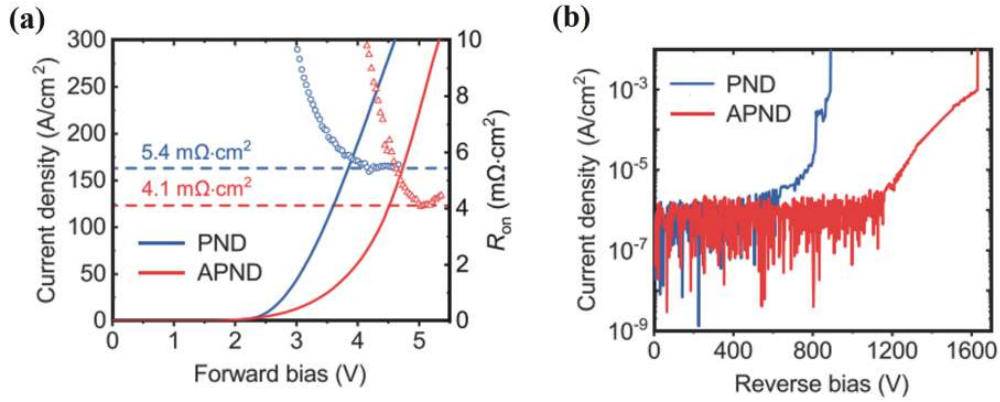 (a)
Current density (A/cm²)
300
250
200
150
100
50
0
5.4 mΩ·cm²
4.1 mΩ·cm²
PND
APND
10
8
6
4
2
0
R_on (mΩ·cm²)
0 1 2 3 4 5
Forward bias (V)
(b)
Current density (A/cm²)
10⁻³
10⁻⁵
10⁻⁷
10⁻⁹
PND
APND
0 400 800 1200 1600
Reverse bias (V)